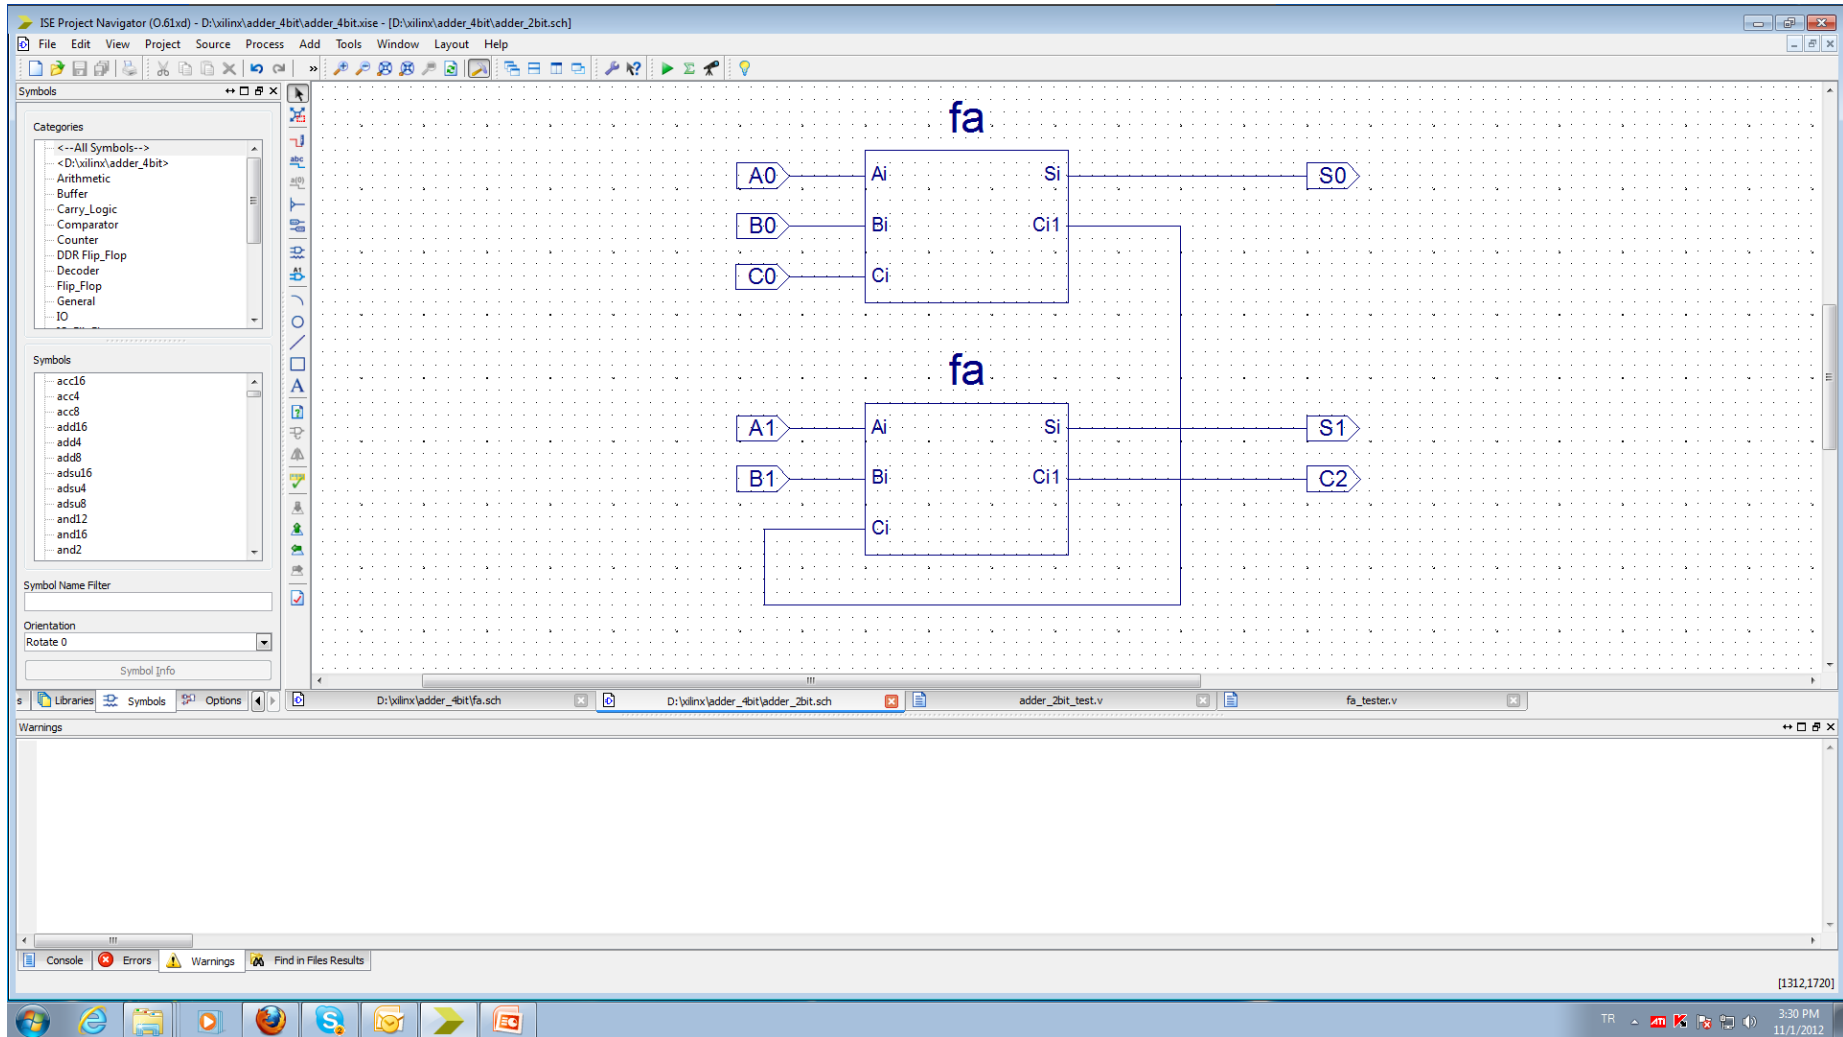 ISE Project Navigator (O.61xd) - D:\xilinx\adder_4bit\adder_4bit.xise - [D:\xilinx\adder_4bit\adder_2bit.sch]
File Edit View Project Source Process Add Tools Window Layout Help
Symbols
Categories
<--All Symbols-->
<D:\xilinx\adder_4bit>
Arithmetic
Buffer
Carry_Logic
Comparator
Counter
DDR Flip_Flop
Decoder
Flip_Flop
General
IO
Symbols
acc16
acc4
acc8
add16
add4
add8
adsu16
adsu4
adsu8
and12
and16
and2
Symbol Name Filter
Orientation
Rotate 0
Symbol Info
fa
A0 Ai Si S0
B0 Bi Ci1
C0 Ci
fa
A1 Ai Si S1
B1 Bi Ci1 C2
Ci
s Libraries Symbols Options
D:\xilinx\adder_4bit\fa.sch D:\xilinx\adder_4bit\adder_2bit.sch adder_2bit_test.v fa_tester.v
Warnings
Console Errors Warnings Find in Files Results
[1312,1720]
TR ATI 3:30 PM
11/1/2012